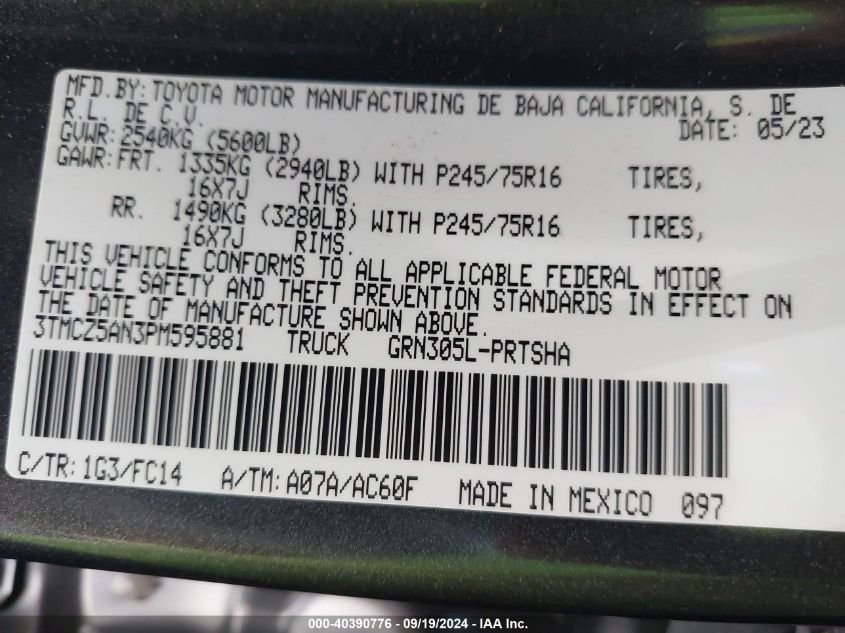 MFD.BY: TOYOTA MOTOR MANUFACTURING DE BAJA CALIFORNIA, S. DE
R.L. DE C.V. DATE: 05/23
GVWR: 2540KG (5600LB)
GAWR: FRT. 1335KG (2940LB) WITH P245/75R16 TIRES,
16X7J RIMS.
RR. 1490KG (3280LB) WITH P245/75R16 TIRES,
16X7J RIMS.
THIS VEHICLE CONFORMS TO ALL APPLICABLE FEDERAL MOTOR
VEHICLE SAFETY AND THEFT PREVENTION STANDARDS IN EFFECT ON
THE DATE OF MANUFACTURE SHOWN ABOVE.
3TMCZ5AN3PM595881 TRUCK GRN305L-PRTSHA
C/TR: 1G3/FC14 A/TM: A07A/AC60F MADE IN MEXICO 097
000-40390776 - 09/19/2024 - © IAA Inc.